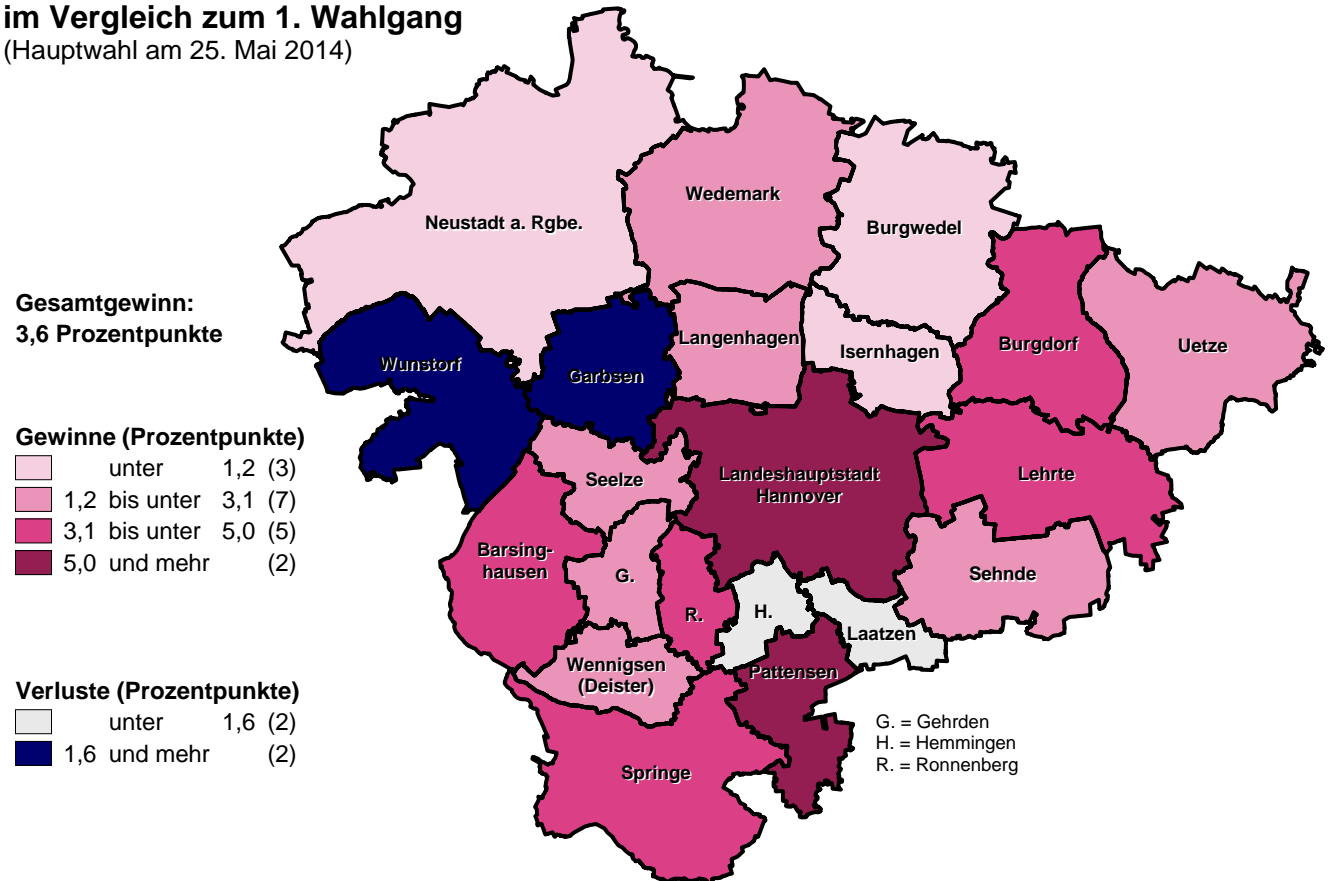 im Vergleich zum 1. Wahlgang
(Hauptwahl am 25. Mai 2014)
Wedemark
Neustadt a. Rgbe.
Burgwedel
Gesamtgewinn:
3,6 Prozentpunkte
Langenhagen
Isernhagen
Burgdorf
Uetze
Wunstorf
Garbsen
Gewinne (Prozentpunkte)
unter 1,2 (3)
1,2 bis unter 3,1 (7)
3,1 bis unter 5,0 (5)
5,0 und mehr (2)
Seelze
Landeshauptstadt
Hannover
Lehrte
Barsing-
hausen
G.
Sehnde
R.
H.
Laatzen
Wennigsen
(Deister)
Pattensen
Verluste (Prozentpunkte)
unter 1,6 (2)
1,6 und mehr (2)
G. = Gehrden
H. = Hemmingen
R. = Ronnenberg
Springe